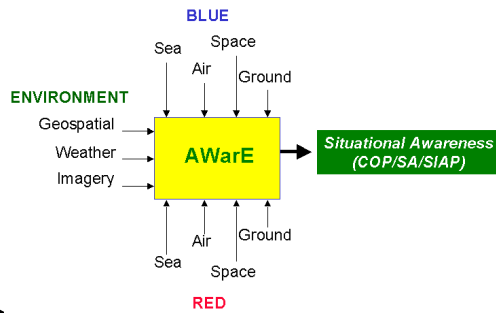 BLUE
Space
Sea
Air
Ground
ENVIRONMENT
Geospatial
Weather
Imagery
AWarE
Situational Awareness
(COP/SA/SIAP)
Sea
Air
Ground
Space
RED